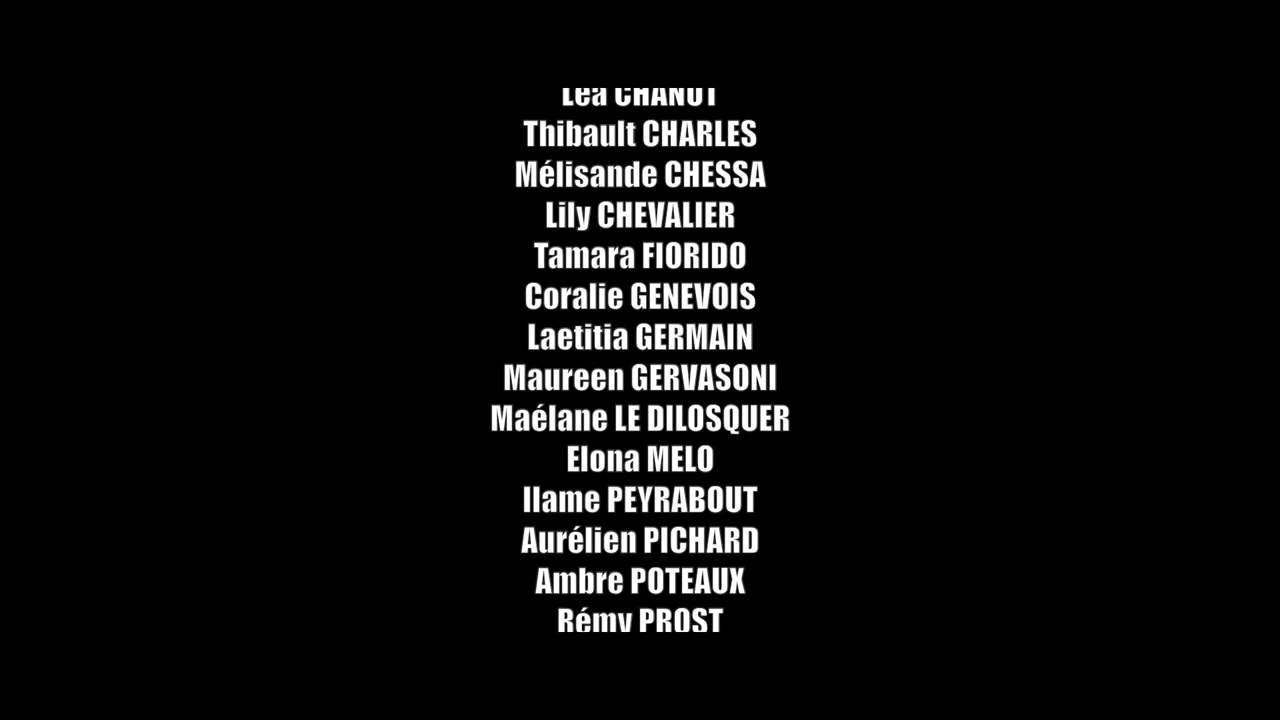 Léa CHANUT
Thibault CHARLES
Mélisande CHESSA
Lily CHEVALIER
Tamara FIORIDO
Coralie GENEVOIS
Laetitia GERMAIN
Maureen GERVASONI
Maélane LE DILOSQUER
Elona MELO
Ilame PEYRABOUT
Aurélien PICHARD
Ambre POTEAUX
Rémy PROST